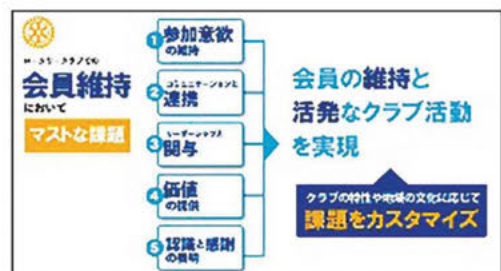 ロータリークラブでの
会員維持
において
マストな課題
1 参加意欲
の維持
2 コミュニケーションと
連携
3 リーダーシップと
関与
4 価値
の提供
5 認識と感謝
の表明
会員の維持と
活発なクラブ活動
を実現
クラブの特性や地域の文化に応じて
課題をカスタマイズ